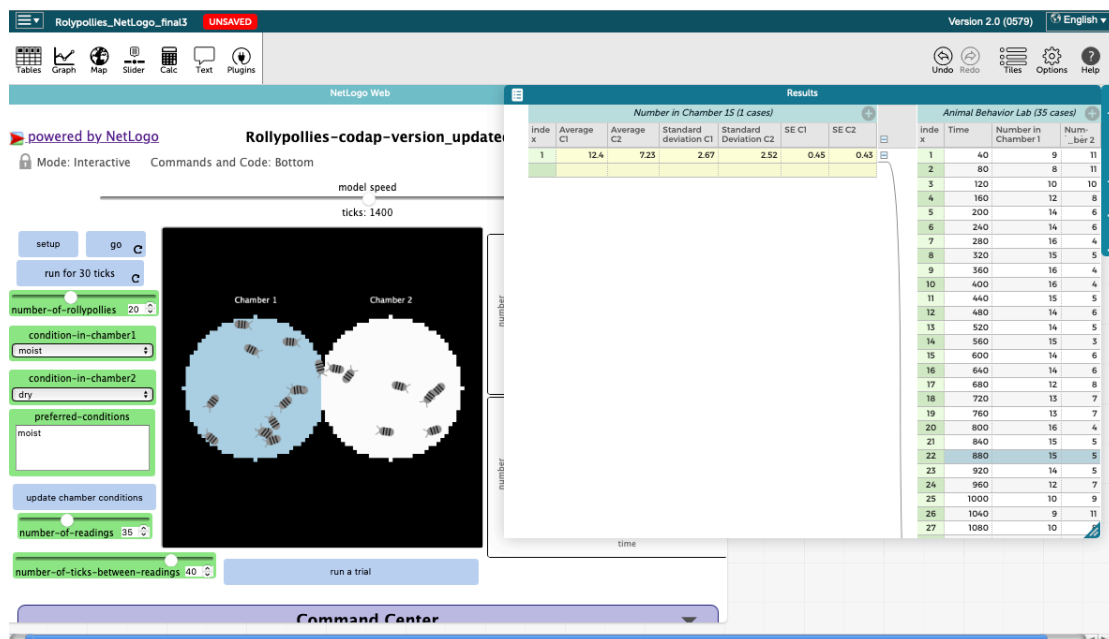 Rolypollies_NetLogo_final3 UNSAVED Version 2.0 (0579) English
Tables Graph Map Slider Calc Text Plugins Undo Redo Tiles Options Help
NetLogo Web
powered by NetLogo Rollypollies-codap-version_update
Mode: Interactive Commands and Code: Bottom
model speed
ticks: 1400
setup go
run for 30 ticks
number-of-rollypollies 20
condition-in-chamber1
moist
condition-in-chamber2
dry
preferred-conditions
moist
update chamber conditions
number-of-readings 35
number-of-ticks-between-readings 40
run a trial
Chamber 1 Chamber 2
number
number
time
Command Center
Results
Number in Chamber 1S (1 cases)
index Average C1 Average C2 Standard deviation C1 Standard Deviation C2 SE C1 SE C2
1 12.4 7.23 2.67 2.52 0.45 0.43
Animal Behavior Lab (35 cases)
index Time Number in Chamber 1 Num-_ber 2
1 40 9 11
2 80 8 11
3 120 10 10
4 160 12 8
5 200 14 6
6 240 14 6
7 280 16 4
8 320 15 5
9 360 16 4
10 400 16 4
11 440 15 5
12 480 14 6
13 520 14 5
14 560 15 3
15 600 14 6
16 640 14 6
17 680 12 8
18 720 13 7
19 760 13 7
20 800 16 4
21 840 15 5
22 880 15 5
23 920 14 5
24 960 12 7
25 1000 10 9
26 1040 9 11
27 1080 10